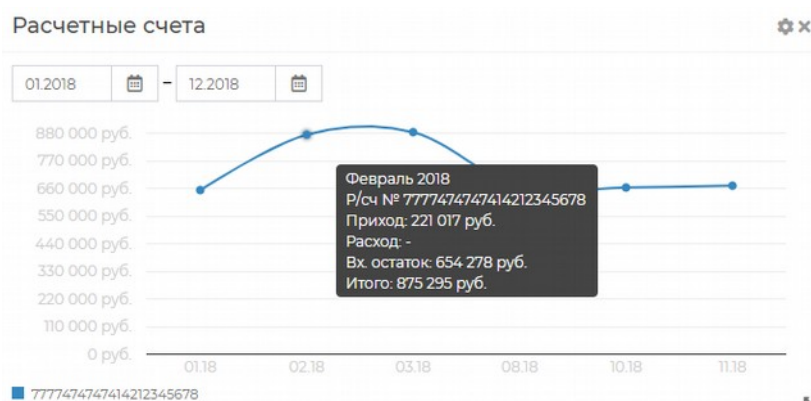 Расчетные счета
01.2018 – 12.2018
880 000 руб.
770 000 руб.
660 000 руб.
550 000 руб.
440 000 руб.
330 000 руб.
220 000 руб.
110 000 руб.
0 руб.
Февраль 2018
Р/сч № 7777474747414212345678
Приход: 221 017 руб.
Расход: -
Вх. остаток: 654 278 руб.
Итого: 875 295 руб.
01.18 02.18 03.18 08.18 10.18 11.18
7777474747414212345678